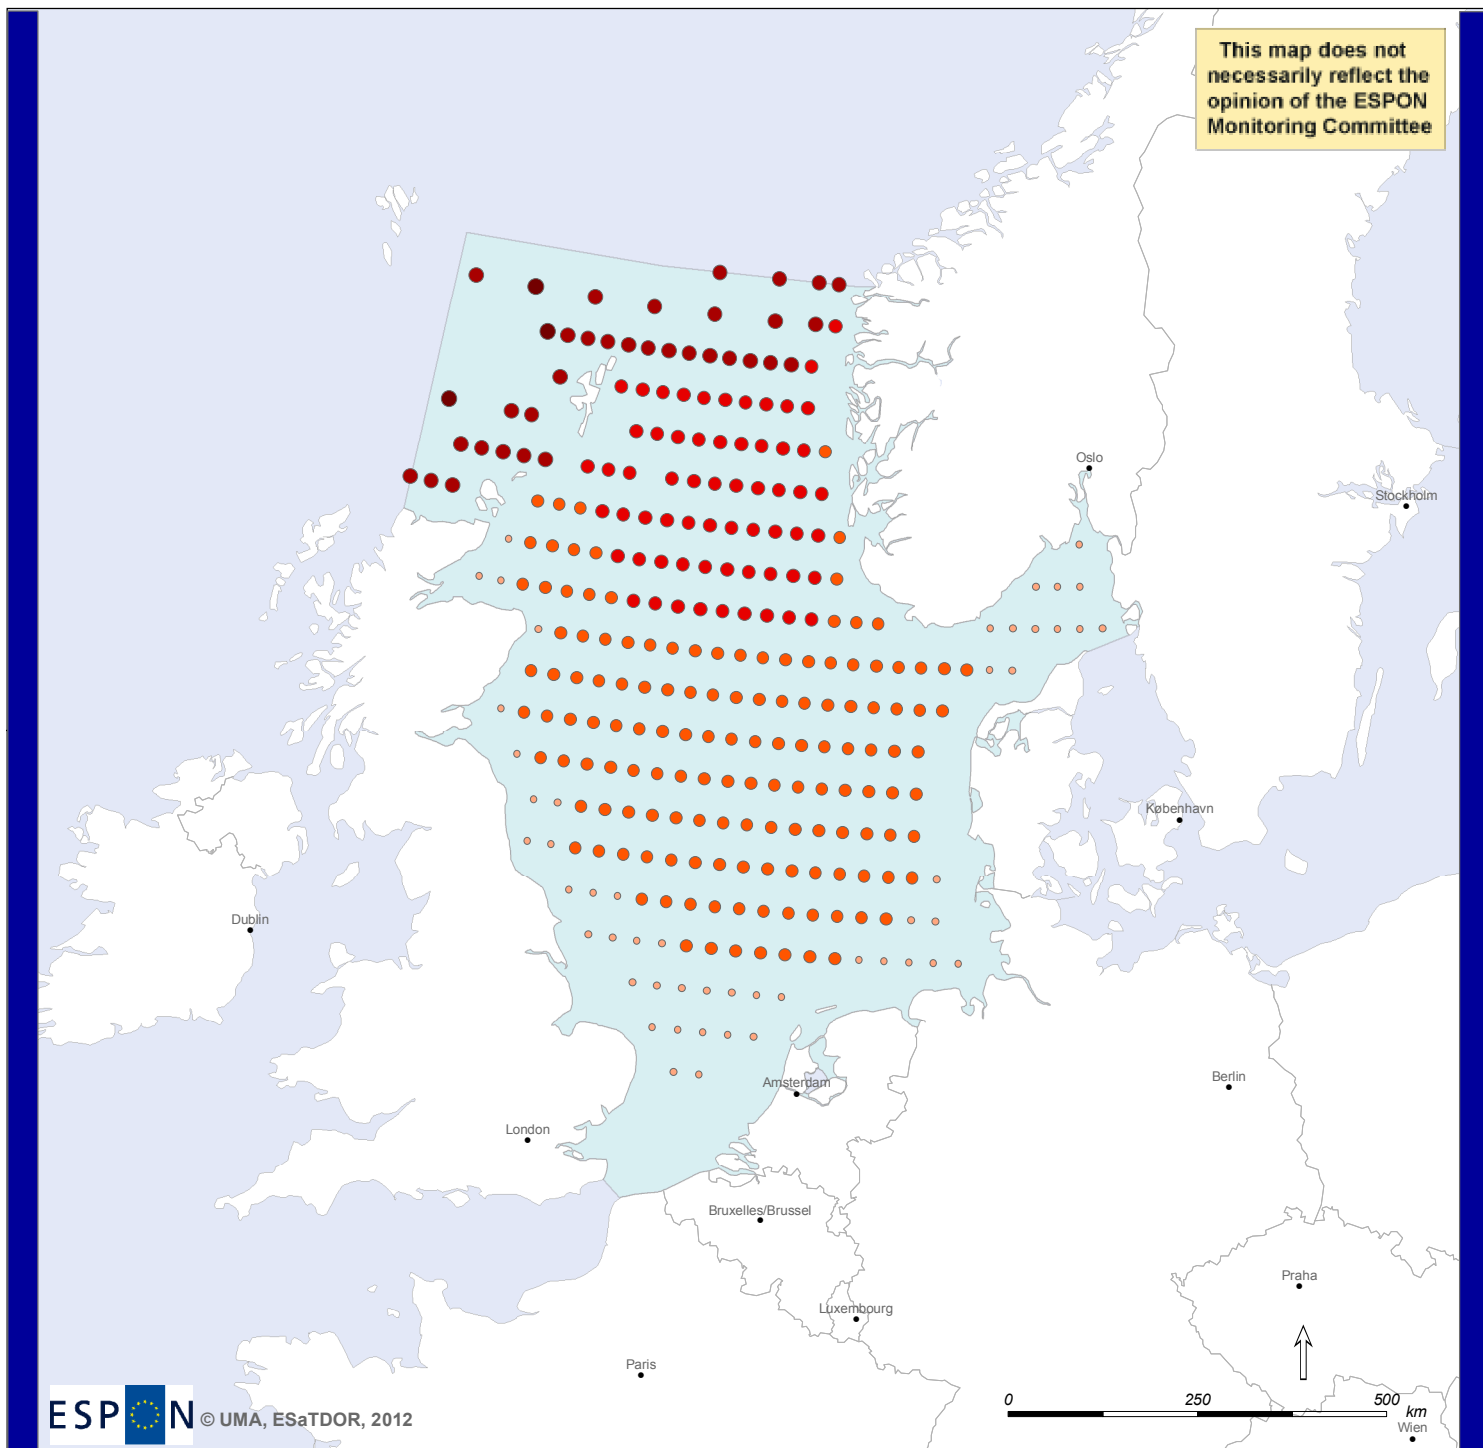 This map does not
necessarily reflect the
opinion of the ESPON
Monitoring Committee
Oslo
Stockholm
København
Dublin
Amsterdam
Berlin
London
Bruxelles/Brussel
Praha
Luxembourg
Paris
0 250 500
km
Wien
ESPON © UMA, ESaTDOR, 2012